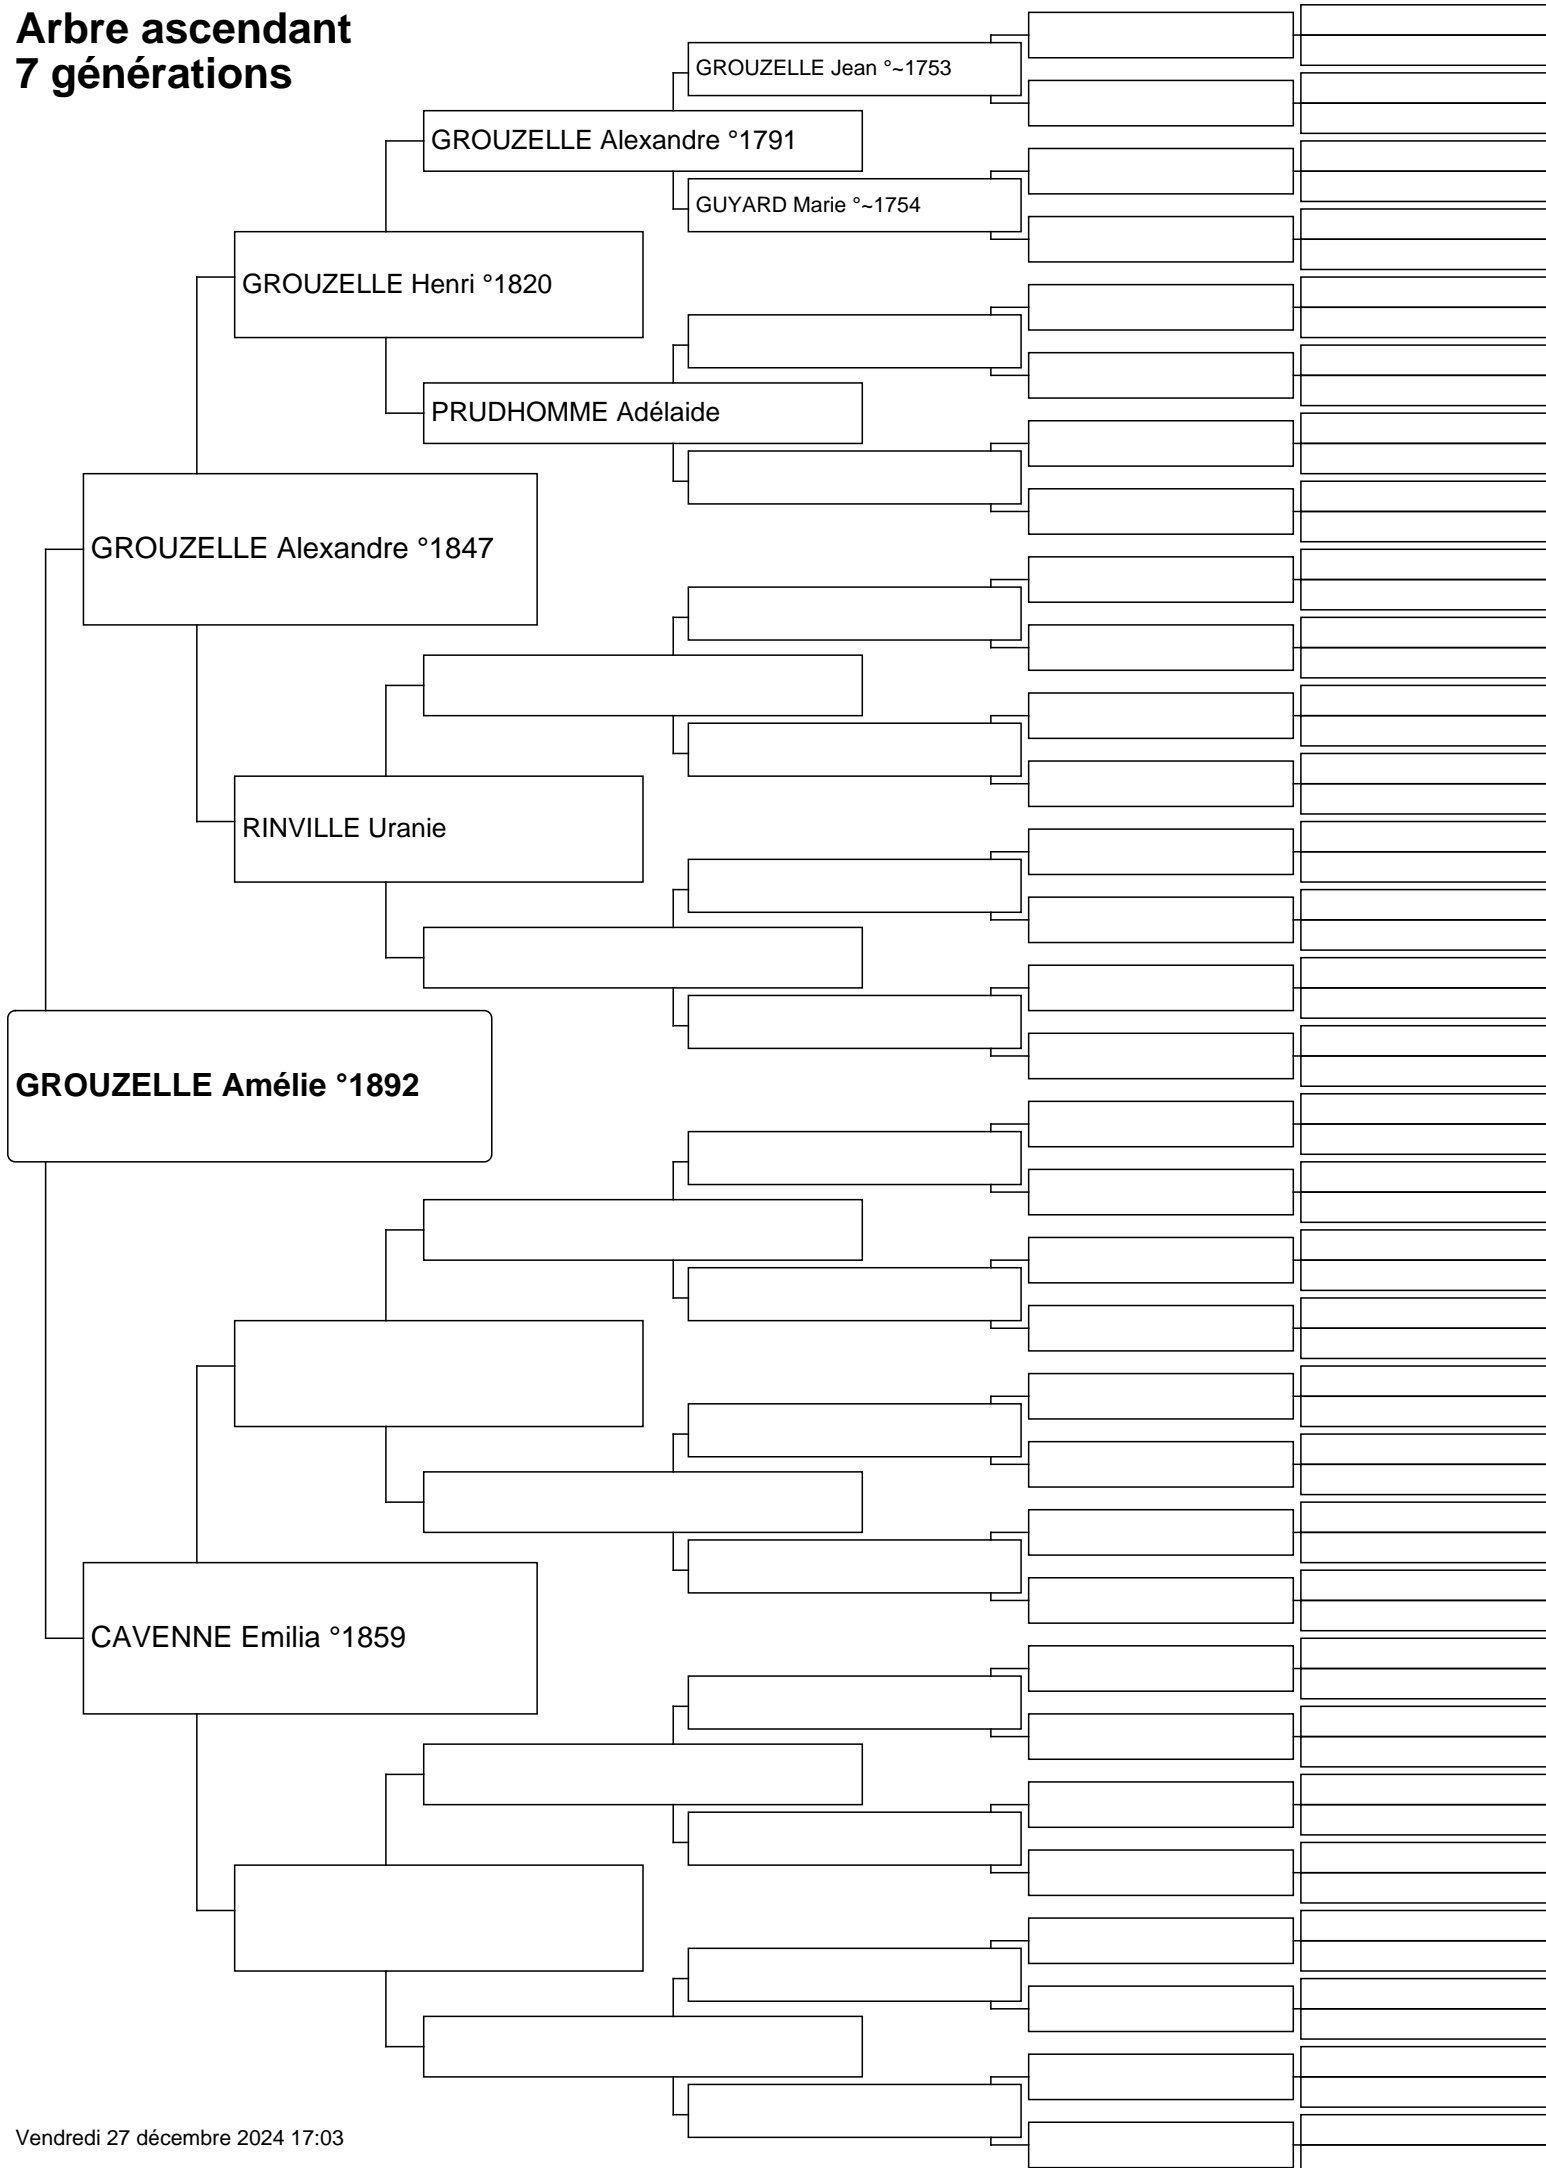 Arbre ascendant
7 générations
GROUZELLE Jean °~1753
GROUZELLE Alexandre °1791
GUYARD Marie °~1754
GROUZELLE Henri °1820
PRUDHOMME Adélaide
GROUZELLE Alexandre °1847
RINVILLE Uranie
GROUZELLE Amélie °1892
CAVENNE Emilia °1859
Vendredi 27 décembre 2024 17:03